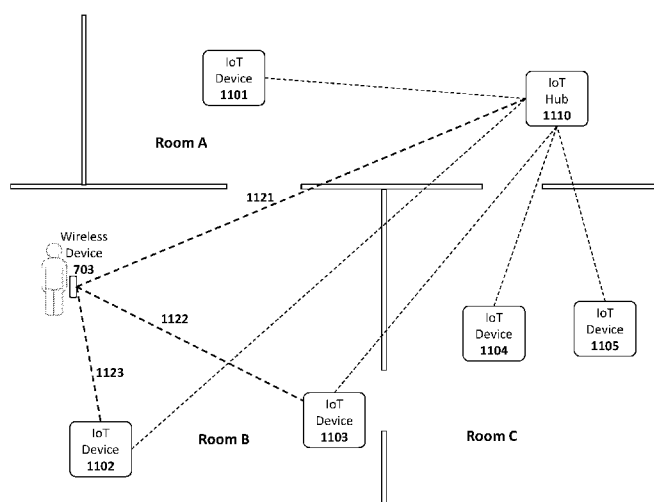 IoT
Device
1101
IoT
Hub
1110
Room A
1121
Wireless
Device
703
1122
1123
IoT
Device
1104
IoT
Device
1105
IoT
Device
1103
IoT
Device
1102
Room B
Room C